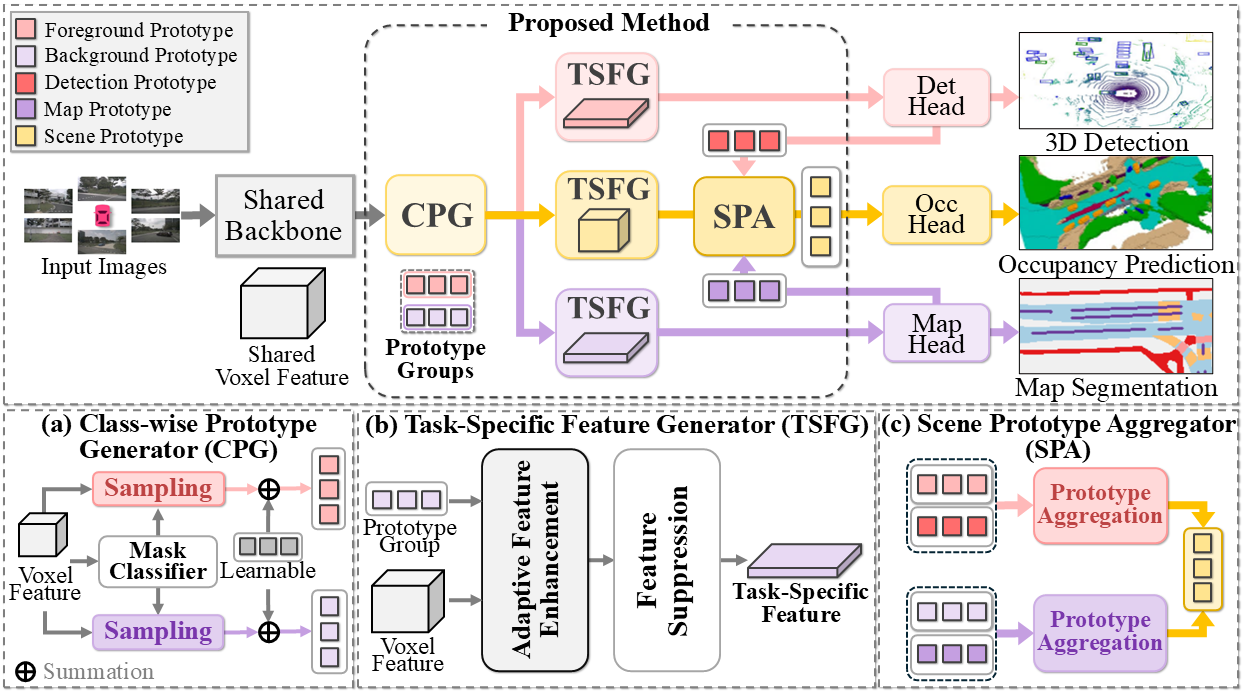 Proposed Method
Foreground Prototype
Background Prototype
Detection Prototype
Map Prototype
Scene Prototype
Input Images
Shared
Backbone
Shared
Voxel Feature
CPG
Prototype
Groups
TSFG
TSFG
TSFG
SPA
Det
Head
Occ
Head
Map
Head
3D Detection
Occupancy Prediction
Map Segmentation
(a) Class-wise Prototype
Generator (CPG)
Sampling
Mask
Classifier
Voxel
Feature
Learnable
Sampling
Summation
(b) Task-Specific Feature Generator (TSFG)
Prototype
Group
Voxel
Feature
Adaptive Feature
Enhancement
Feature
Suppression
Task-Specific
Feature
(c) Scene Prototype Aggregator
(SPA)
Prototype
Aggregation
Prototype
Aggregation